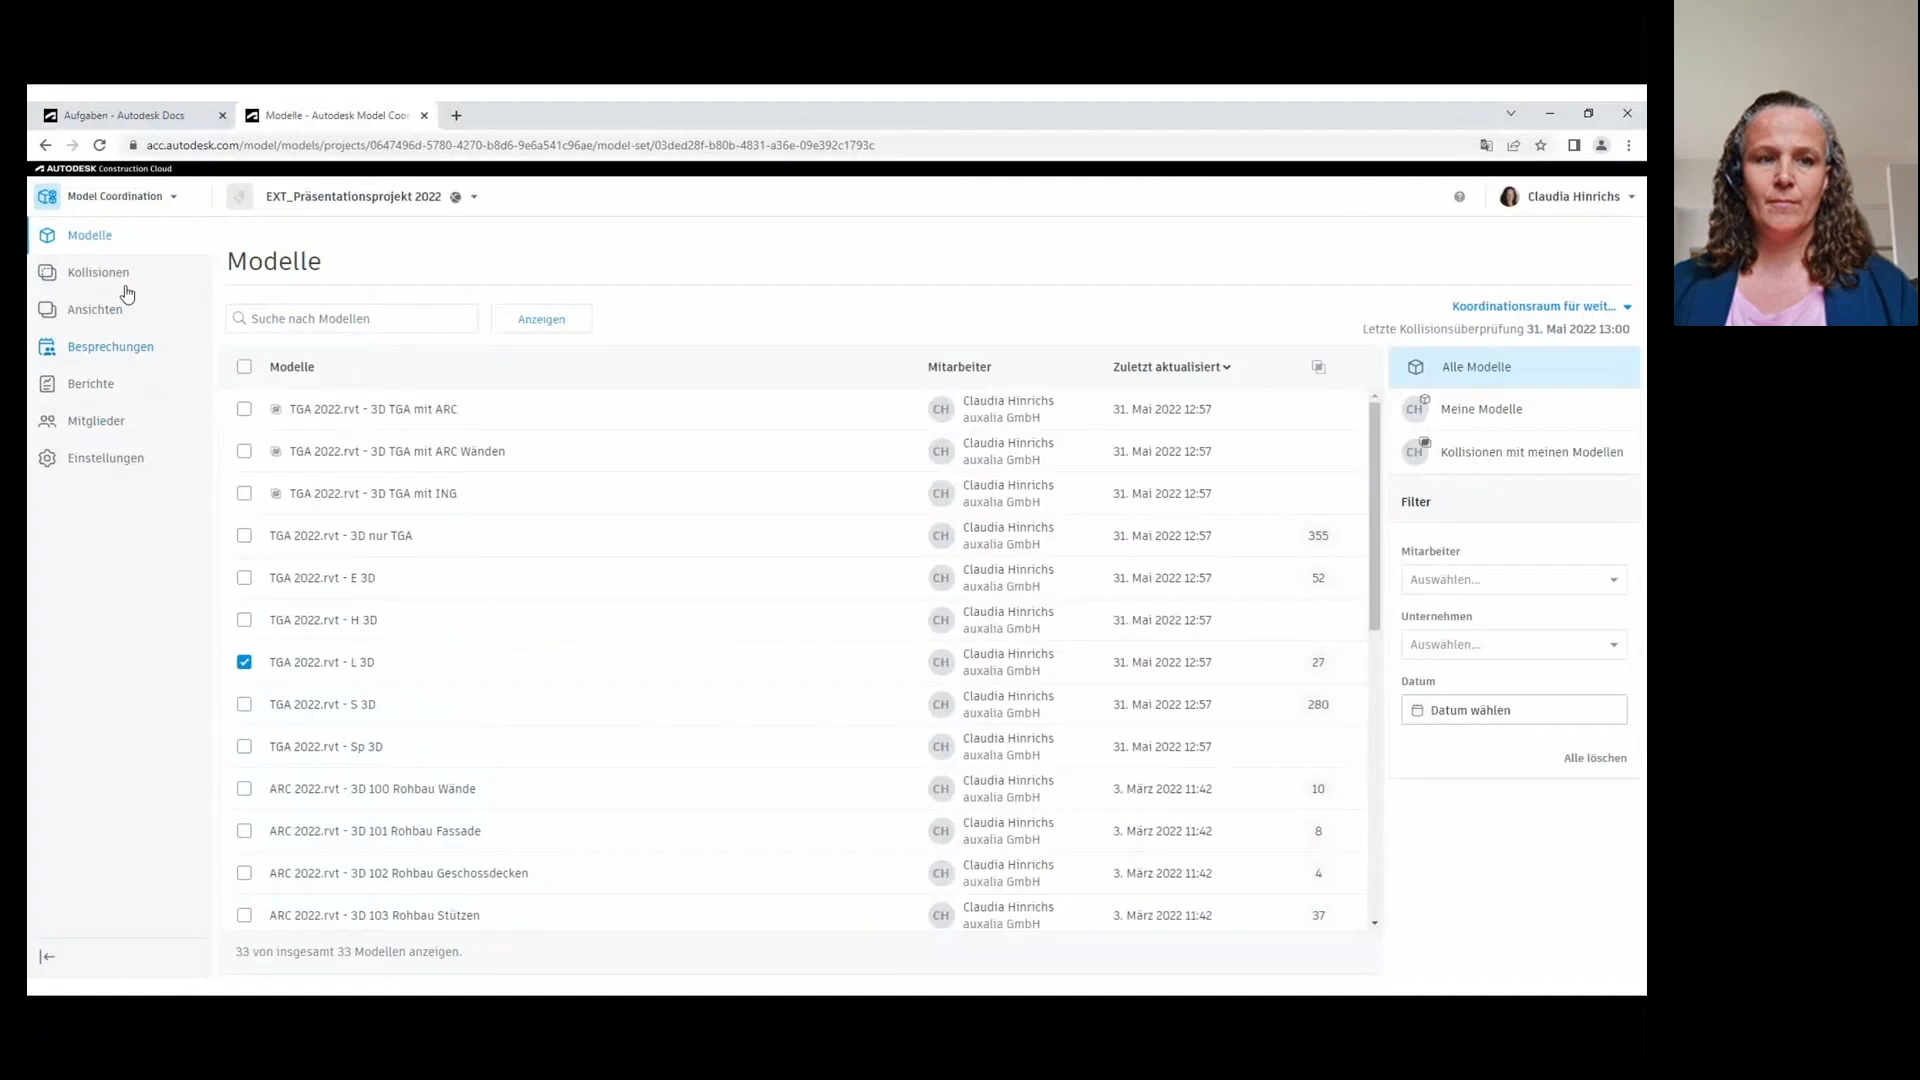 Aufgaben - Autodesk Docs
Modelle - Autodesk Model Coor
acc.autodesk.com/model/models/projects/0647496d-5780-4270-b8d6-9e6a541c96ae/model-set/03ded28f-b80b-4831-a36e-09e392c1793c
AUTODESK Construction Cloud
Model Coordination
EXT_Präsentationsprojekt 2022
Claudia Hinrichs
Modelle
Kollisionen
Ansichten
Besprechungen
Berichte
Mitglieder
Einstellungen
Modelle
Suche nach Modellen
Anzeigen
Koordinationsraum für weit...
Letzte Kollisionsüberprüfung 31. Mai 2022 13:00
Modelle Mitarbeiter Zuletzt aktualisiert
TGA 2022.rvt - 3D TGA mit ARC CH Claudia Hinrichs 31. Mai 2022 12:57
auxalia GmbH
TGA 2022.rvt - 3D TGA mit ARC Wänden CH Claudia Hinrichs 31. Mai 2022 12:57
auxalia GmbH
TGA 2022.rvt - 3D TGA mit ING CH Claudia Hinrichs 31. Mai 2022 12:57
auxalia GmbH
TGA 2022.rvt - 3D nur TGA CH Claudia Hinrichs 31. Mai 2022 12:57 355
auxalia GmbH
TGA 2022.rvt - E 3D CH Claudia Hinrichs 31. Mai 2022 12:57 52
auxalia GmbH
TGA 2022.rvt - H 3D CH Claudia Hinrichs 31. Mai 2022 12:57
auxalia GmbH
TGA 2022.rvt - L 3D CH Claudia Hinrichs 31. Mai 2022 12:57 27
auxalia GmbH
TGA 2022.rvt - S 3D CH Claudia Hinrichs 31. Mai 2022 12:57 280
auxalia GmbH
TGA 2022.rvt - Sp 3D CH Claudia Hinrichs 31. Mai 2022 12:57
auxalia GmbH
ARC 2022.rvt - 3D 100 Rohbau Wände CH Claudia Hinrichs 3. März 2022 11:42 10
auxalia GmbH
ARC 2022.rvt - 3D 101 Rohbau Fassade CH Claudia Hinrichs 3. März 2022 11:42 8
auxalia GmbH
ARC 2022.rvt - 3D 102 Rohbau Geschossdecken CH Claudia Hinrichs 3. März 2022 11:42 4
auxalia GmbH
ARC 2022.rvt - 3D 103 Rohbau Stützen CH Claudia Hinrichs 3. März 2022 11:42 37
auxalia GmbH
33 von insgesamt 33 Modellen anzeigen.
Alle Modelle
CH Meine Modelle
CH Kollisionen mit meinen Modellen
Filter
Mitarbeiter
Auswählen...
Unternehmen
Auswählen...
Datum
Datum wählen
Alle löschen